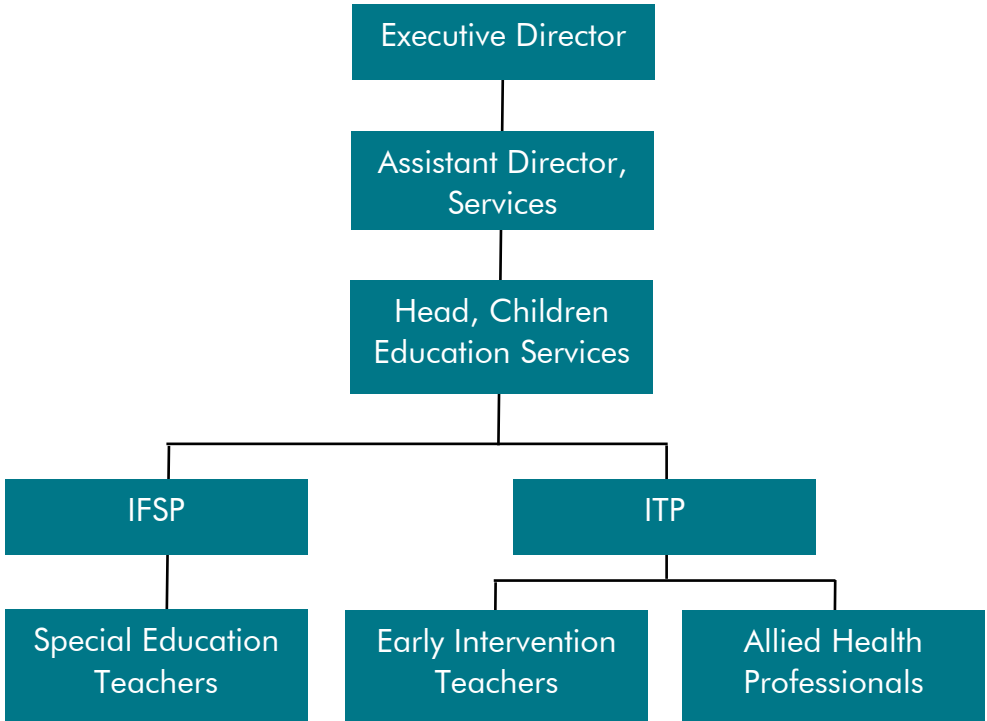 Executive Director
Assistant Director,
Services
Head, Children
Education Services
IFSP
ITP
Special Education
Teachers
Early Intervention
Teachers
Allied Health
Professionals